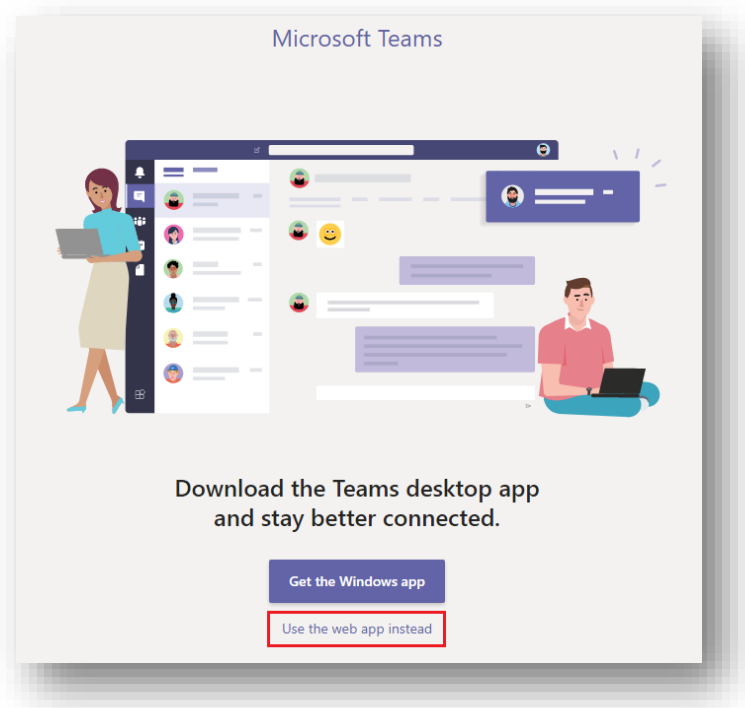 Microsoft Teams
Download the Teams desktop app
and stay better connected.
Get the Windows app
Use the web app instead